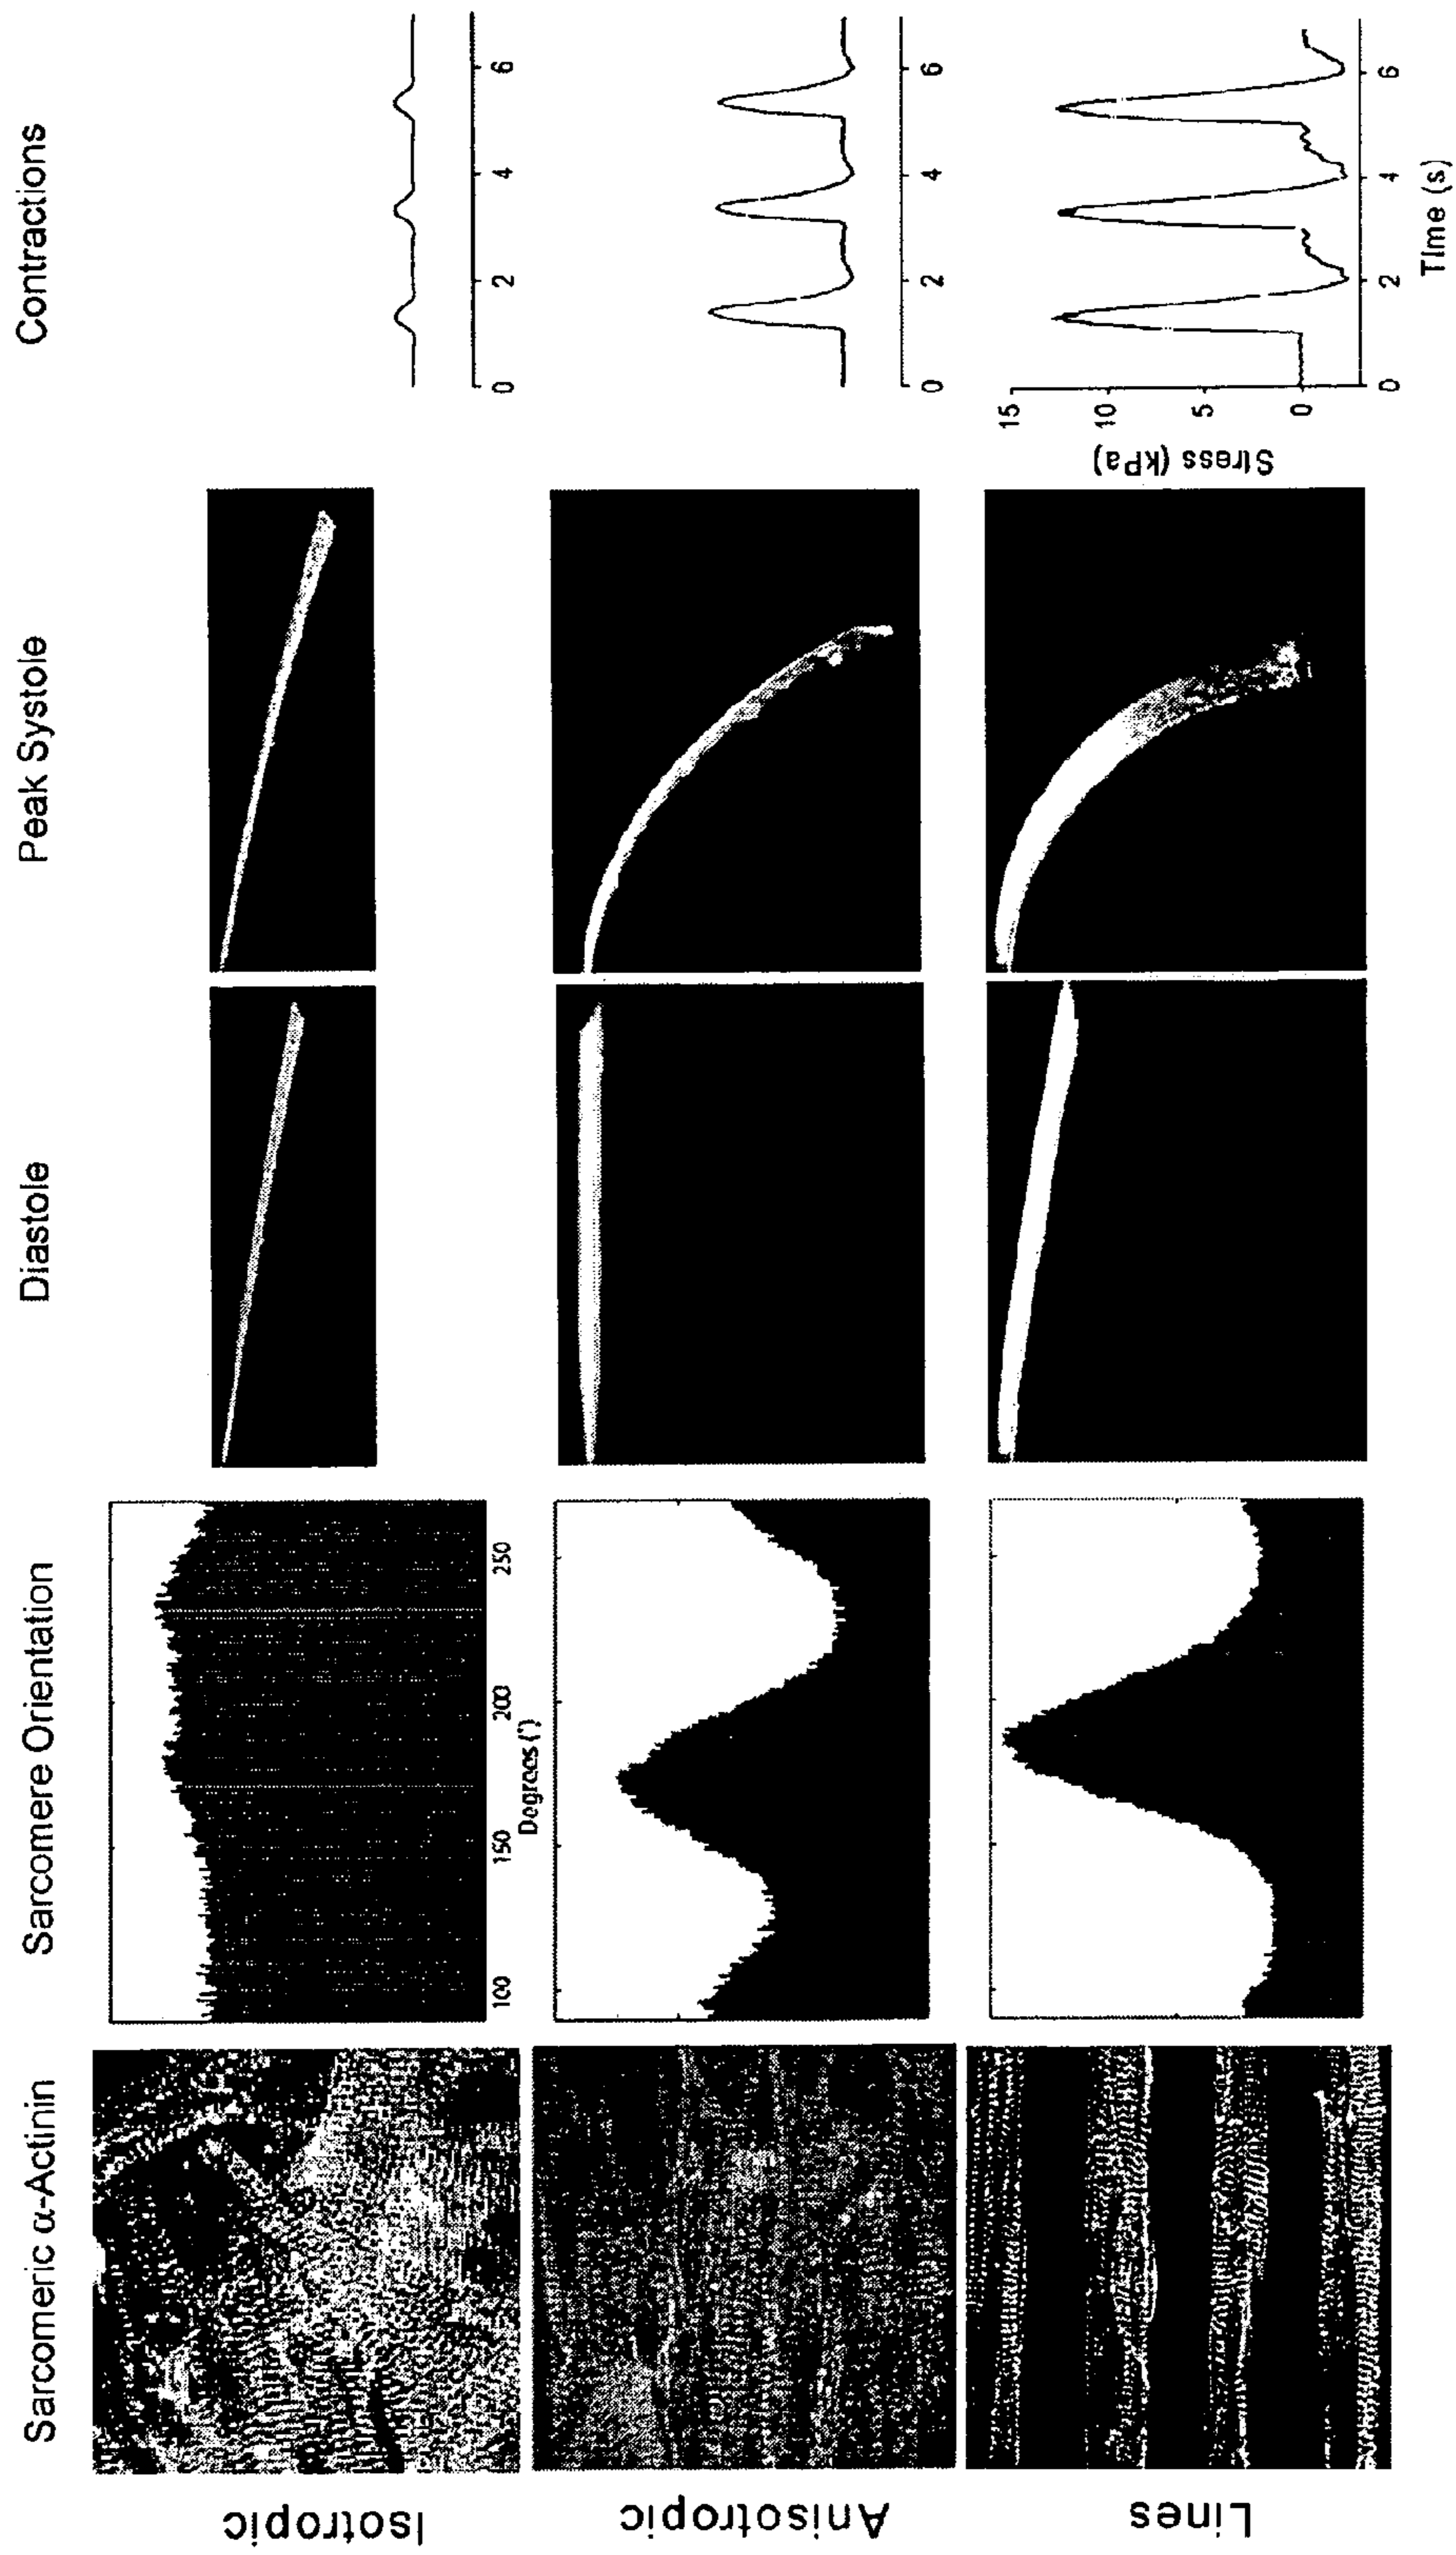 Sarcomeric α-Actinin
Sarcomere Orientation
Diastole
Peak Systole
Contractions
Isotropic
100
150
200
250
Degrees (°)
0
2
4
6
Anisotropic
0
2
4
6
Lines
Stress (kPa)
15
10
5
0
0
2
4
6
Time (s)